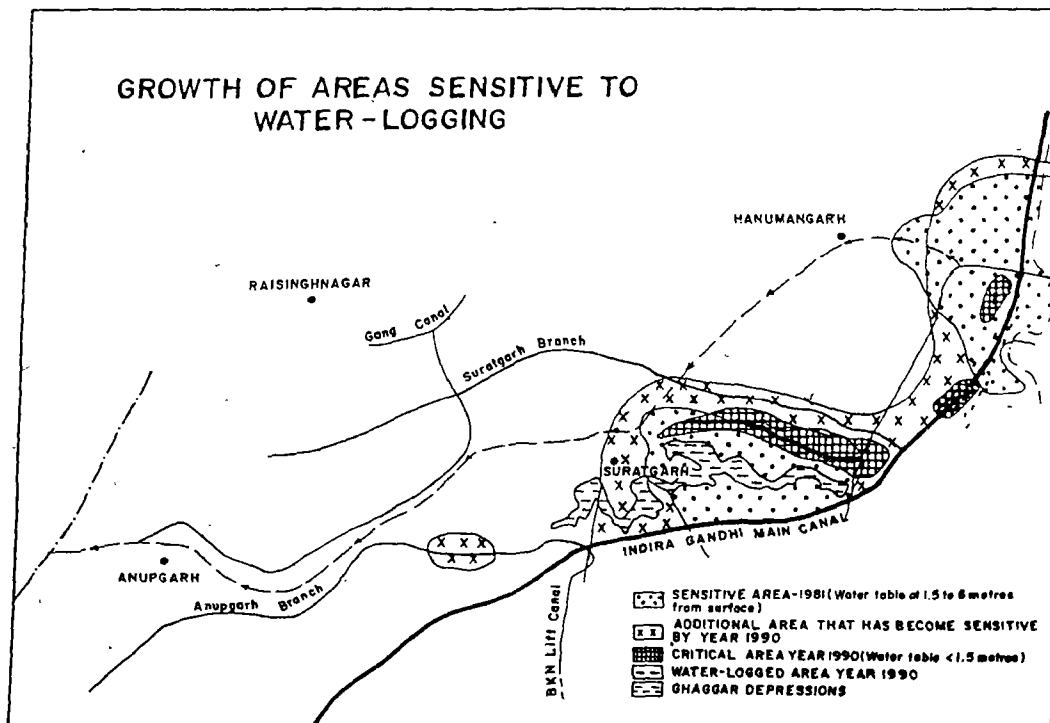 GROWTH OF AREAS SENSITIVE TO
WATER-LOGGING
HANUMANGARH
RAISINGHNAGAR
Gang Canal
Suratgarh Branch
SURATGARH
INDIRA GANDHI MAIN CANAL
ANUPGARH
Anupgarh Branch
BKN Lift Canal
SENSITIVE AREA-1981 (Water table at 1.5 to 6 metres
from surface)
ADDITIONAL AREA THAT HAS BECOME SENSITIVE
BY YEAR 1990
CRITICAL AREA YEAR 1990 (Water table <1.5 metres)
WATER-LOGGED AREA YEAR 1990
GHAGGAR DEPRESSIONS